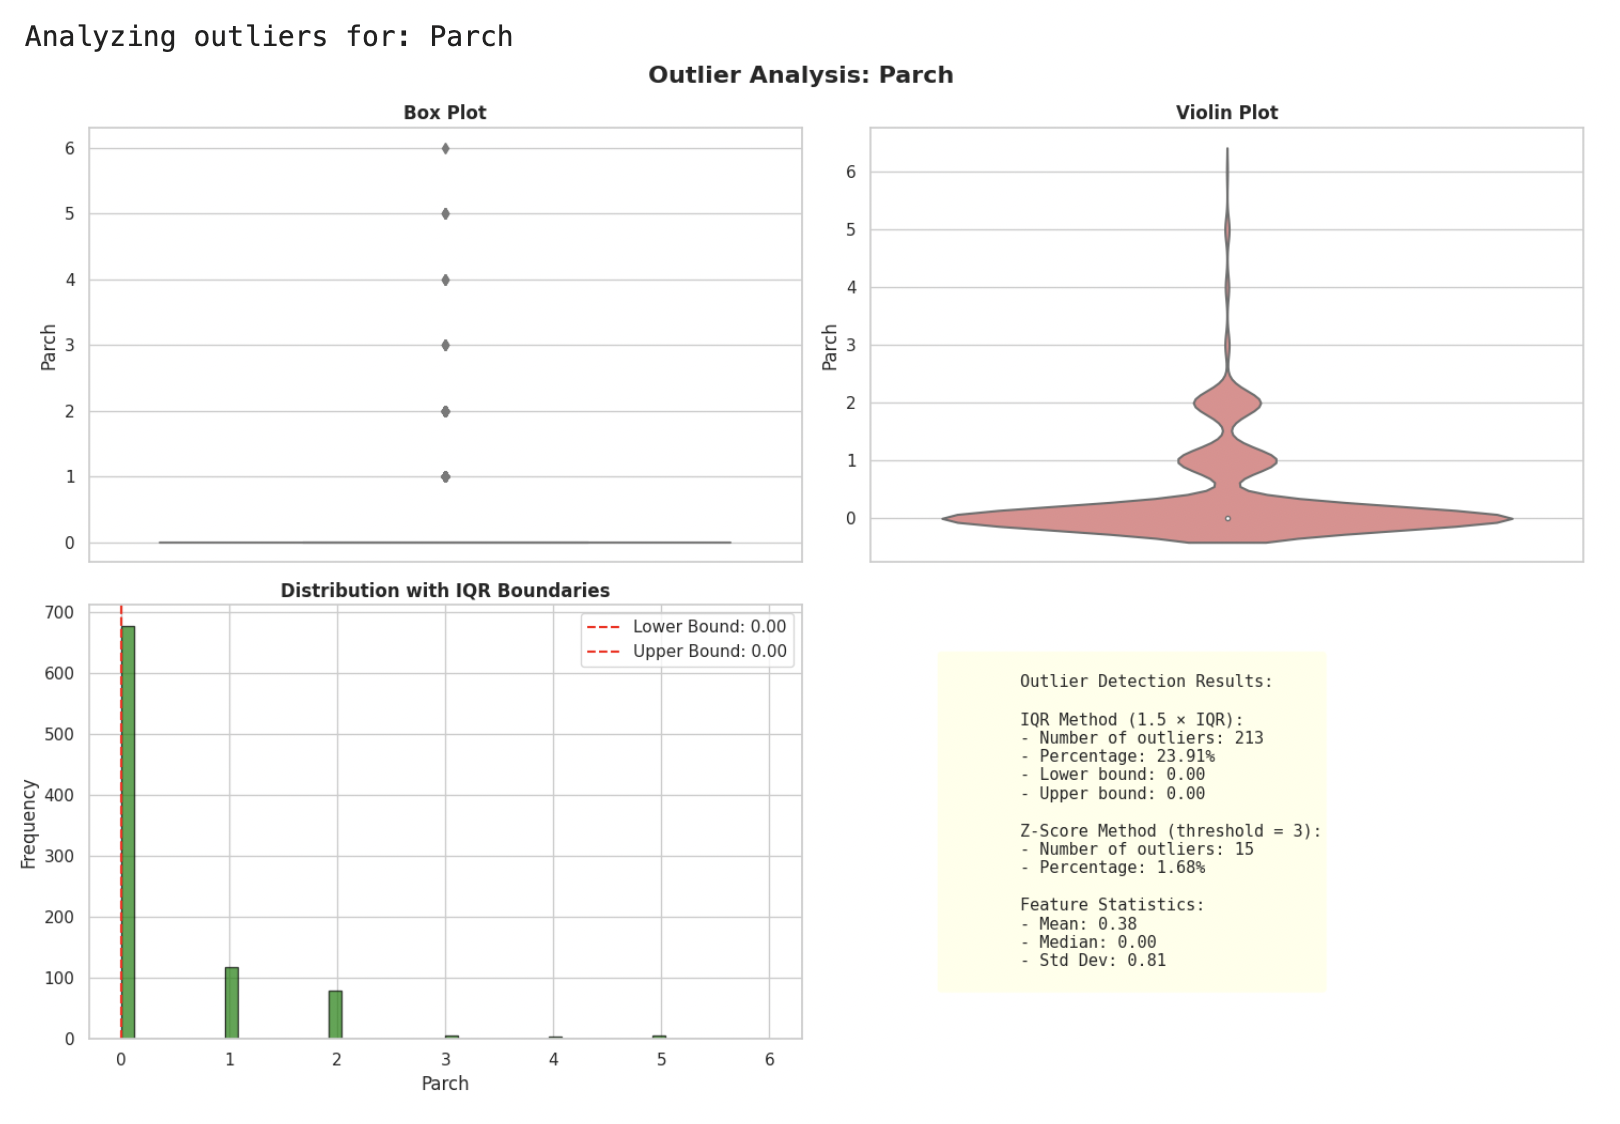 Analyzing outliers for: Parch
Outlier Analysis: Parch
Box Plot
6
5
4
3
2
1
0
Parch
Violin Plot
6
5
4
3
2
1
0
Parch
Distribution with IQR Boundaries
700
600
500
400
300
200
100
0
Frequency
Lower Bound: 0.00
Upper Bound: 0.00
0 1 2 3 4 5 6
Parch
Outlier Detection Results:
IQR Method (1.5 × IQR):
- Number of outliers: 213
- Percentage: 23.91%
- Lower bound: 0.00
- Upper bound: 0.00
Z-Score Method (threshold = 3):
- Number of outliers: 15
- Percentage: 1.68%
Feature Statistics:
- Mean: 0.38
- Median: 0.00
- Std Dev: 0.81